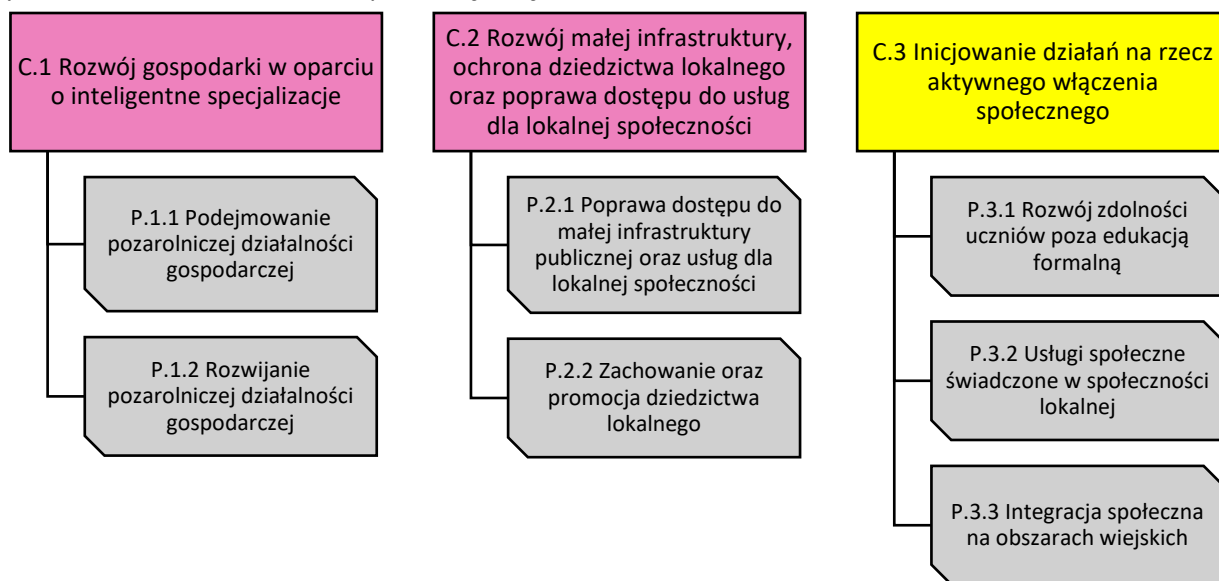 C.1 Rozwój gospodarki w oparciu
o inteligentne specjalizacje
P.1.1 Podejmowanie
pozarolniczej działalności
gospodarczej
P.1.2 Rozwijanie
pozarolniczej działalności
gospodarczej
C.2 Rozwój małej infrastruktury,
ochrona dziedzictwa lokalnego
oraz poprawa dostępu do usług
dla lokalnej społeczności
P.2.1 Poprawa dostępu do
małej infrastruktury
publicznej oraz usług dla
lokalnej społeczności
P.2.2 Zachowanie oraz
promocja dziedzictwa
lokalnego
C.3 Inicjowanie działań na rzecz
aktywnego włączenia
społecznego
P.3.1 Rozwój zdolności
uczniów poza edukacją
formalną
P.3.2 Usługi społeczne
świadczone w społeczności
lokalnej
P.3.3 Integracja społeczna
na obszarach wiejskich